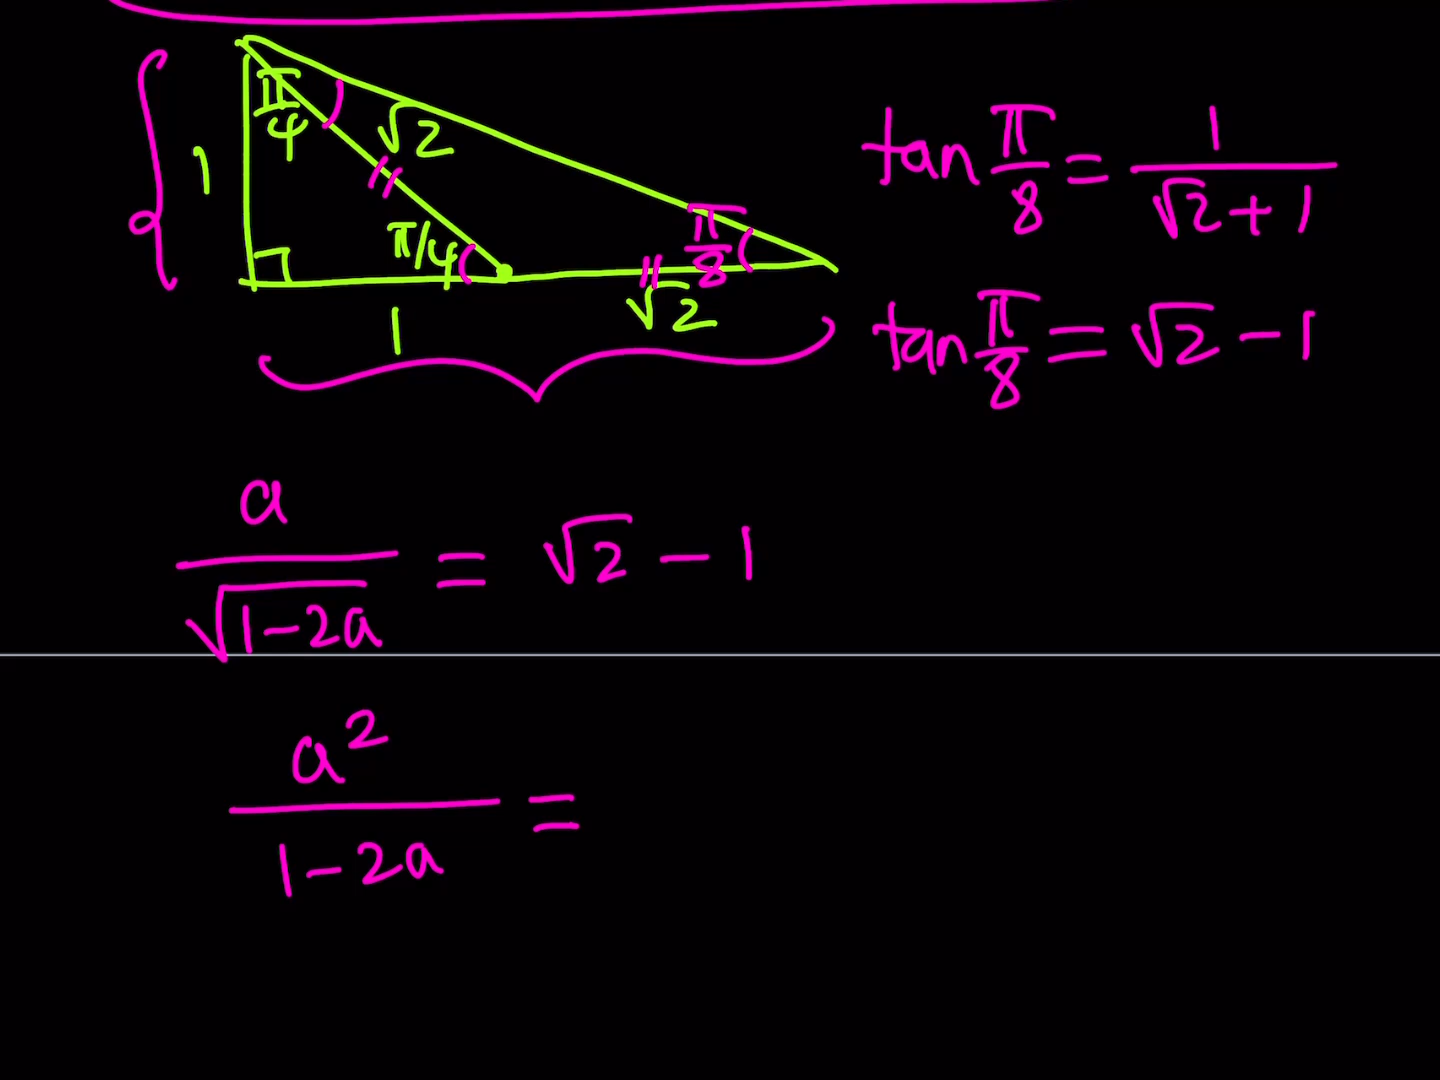 π/4
√2
1
π/4
π/8
1
√2
tan π/8 = 1/(√2 + 1)
tan π/8 = √2 − 1
a/√(1−2a) = √2 − 1
a²/(1−2a) =